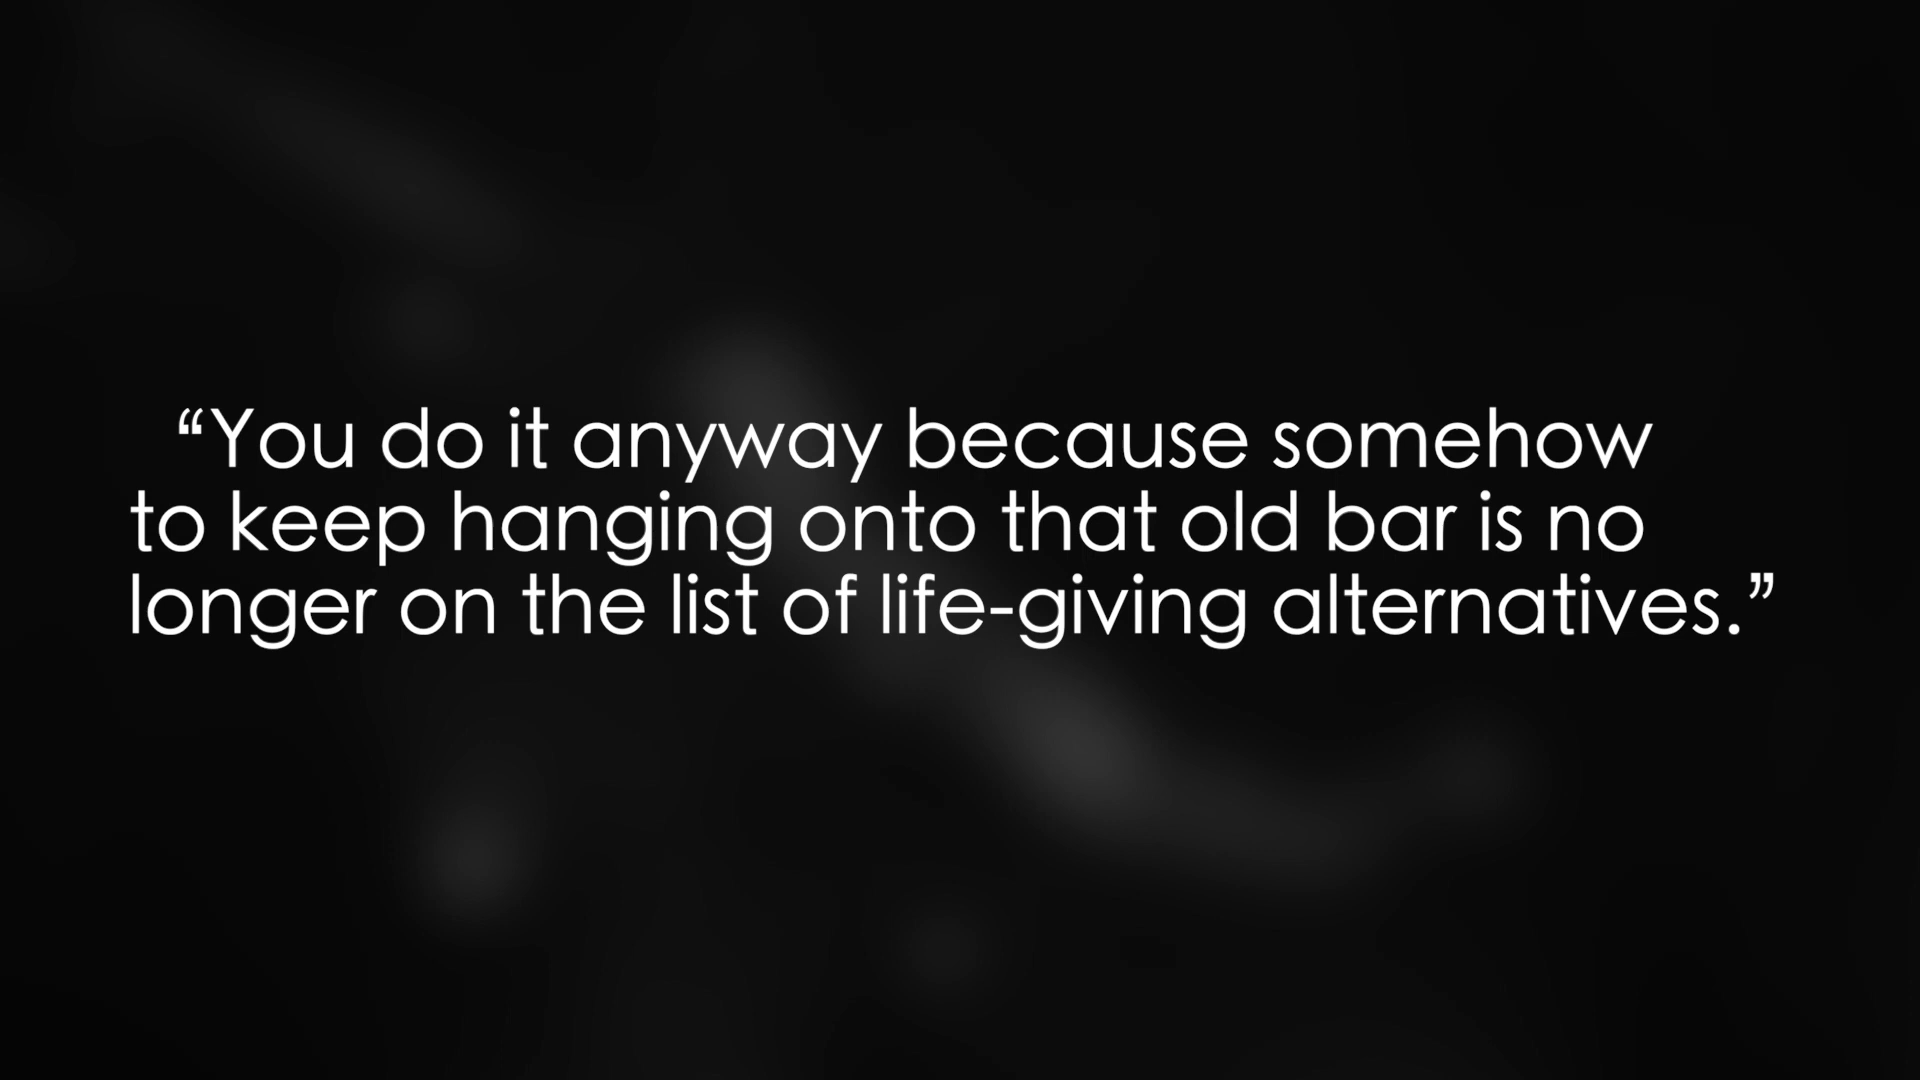 “You do it anyway because somehow
to keep hanging onto that old bar is no
longer on the list of life-giving alternatives.”